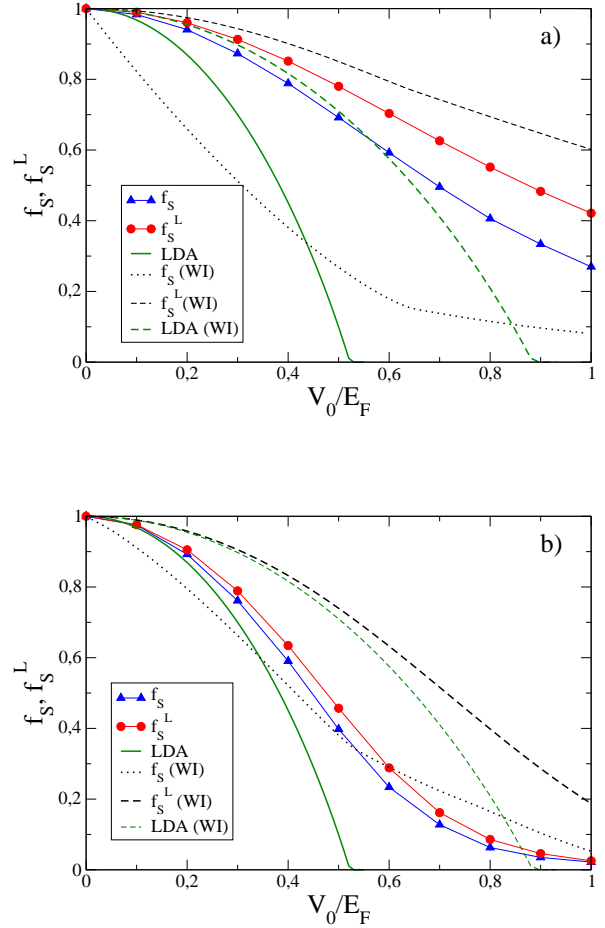 a)
1
0,8
0,6
0,4
0,2
0
f_S, f_S^L
f_S
f_S^L
LDA
f_S (WI)
f_S^L (WI)
LDA (WI)
0 0,2 0,4 0,6 0,8 1
V_0/E_F
b)
1
0,8
0,6
0,4
0,2
0
f_S, f_S^L
f_S
f_S^L
LDA
f_S (WI)
f_S^L (WI)
LDA (WI)
0 0,2 0,4 0,6 0,8 1
V_0/E_F